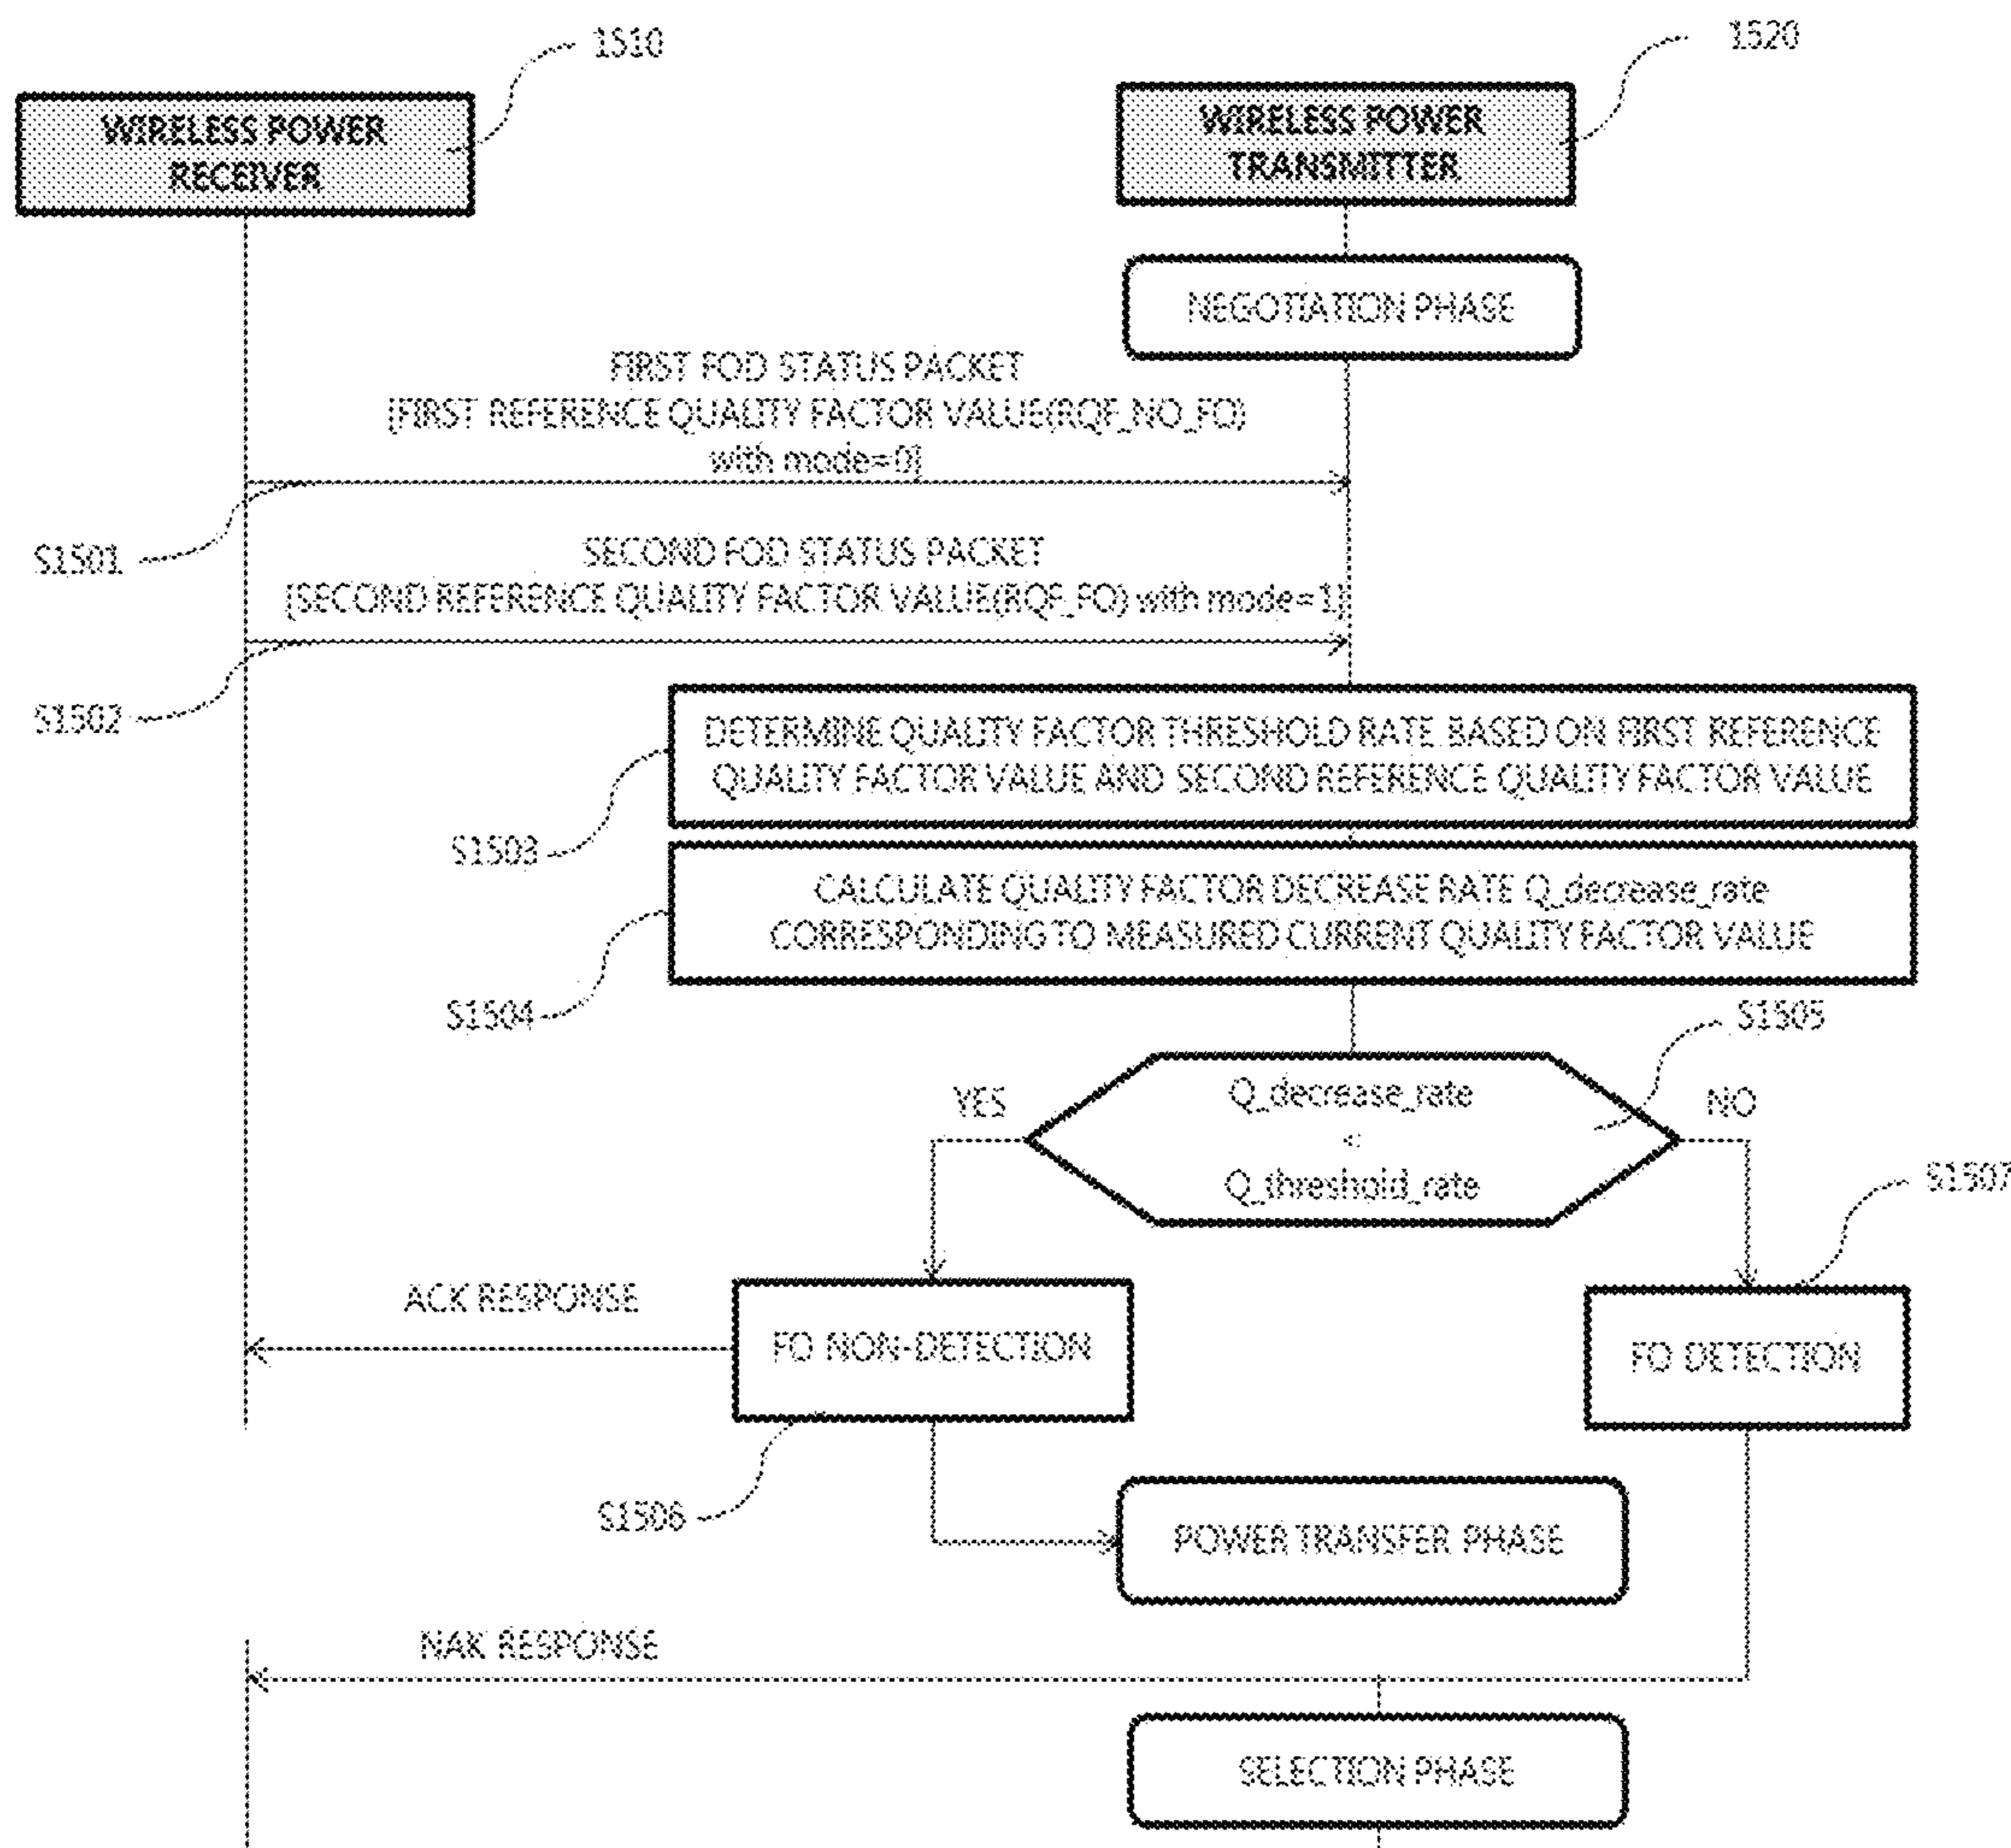 1510
1520
WIRELESS POWER
RECEIVER
WIRELESS POWER
TRANSMITTER
NEGOTIATION PHASE
FIRST FOD STATUS PACKET
[FIRST REFERENCE QUALITY FACTOR VALUE(RQF_NO_FO)
with mode=0]
S1501
SECOND FOD STATUS PACKET
[SECOND REFERENCE QUALITY FACTOR VALUE(RQF_FO) with mode=1]
S1502
DETERMINE QUALITY FACTOR THRESHOLD RATE BASED ON FIRST REFERENCE
QUALITY FACTOR VALUE AND SECOND REFERENCE QUALITY FACTOR VALUE
S1503
CALCULATE QUALITY FACTOR DECREASE RATE Q_decrease_rate
CORRESPONDING TO MEASURED CURRENT QUALITY FACTOR VALUE
S1504
S1505
YES
Q_decrease_rate
<
Q_threshold_rate
NO
S1507
ACK RESPONSE
FO NON-DETECTION
FO DETECTION
S1506
POWER TRANSFER PHASE
NAK RESPONSE
SELECTION PHASE